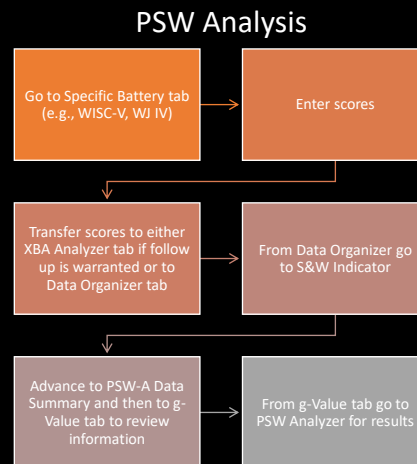 PSW Analysis
Go to Specific Battery tab
(e.g., WISC-V, WJ IV)
Enter scores
Transfer scores to either
XBA Analyzer tab if follow
up is warranted or to
Data Organizer tab
From Data Organizer go
to S&W Indicator
Advance to PSW-A Data
Summary and then to g-
Value tab to review
information
From g-Value tab go to
PSW Analyzer for results